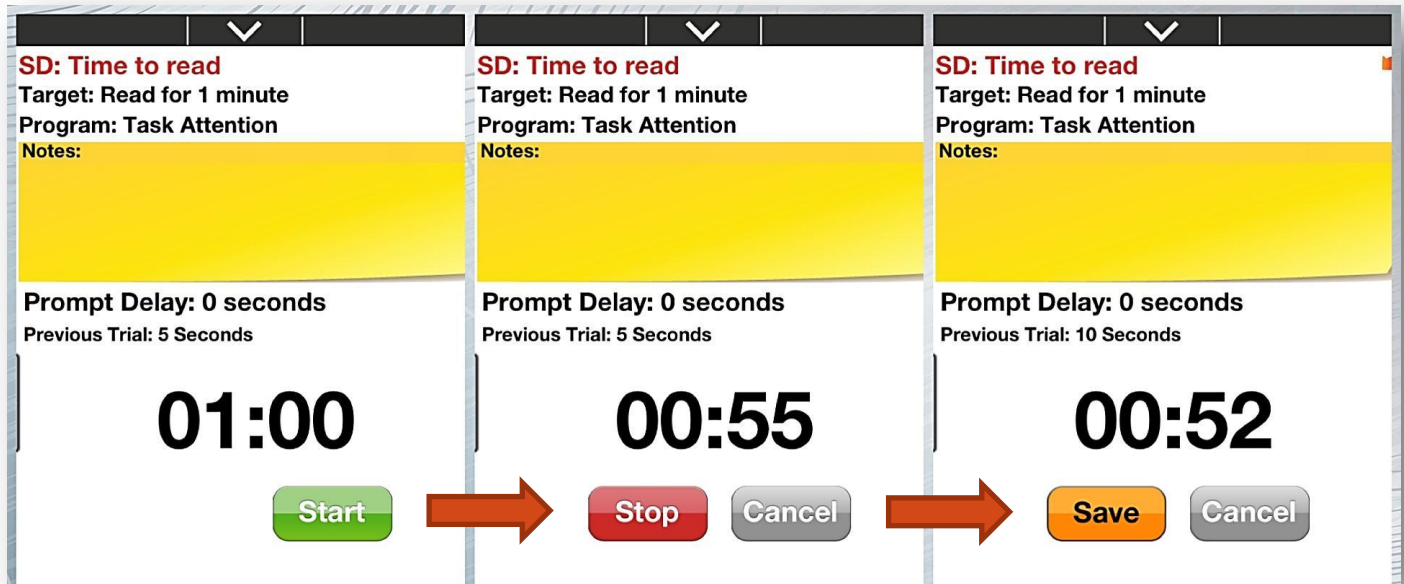 SD: Time to read
Target: Read for 1 minute
Program: Task Attention
Notes:
Prompt Delay: 0 seconds
Previous Trial: 5 Seconds
01:00
Start
SD: Time to read
Target: Read for 1 minute
Program: Task Attention
Notes:
Prompt Delay: 0 seconds
Previous Trial: 5 Seconds
00:55
Stop Cancel
SD: Time to read
Target: Read for 1 minute
Program: Task Attention
Notes:
Prompt Delay: 0 seconds
Previous Trial: 10 Seconds
00:52
Save Cancel